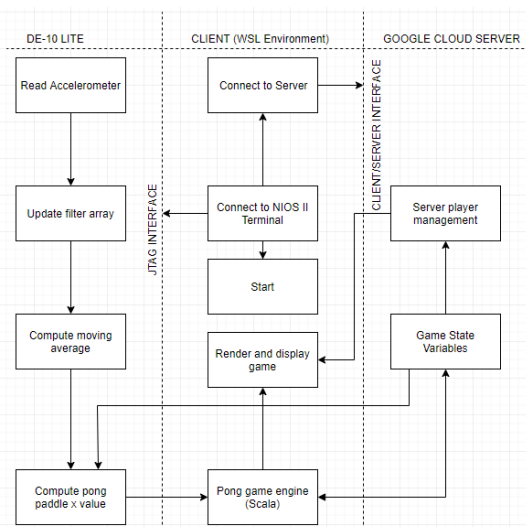 DE-10 LITE
CLIENT (WSL Environment)
GOOGLE CLOUD SERVER
Read Accelerometer
Connect to Server
CLIENT/SERVER INTERFACE
JTAG INTERFACE
Update filter array
Connect to NIOS II
Terminal
Server player
management
Start
Compute moving
average
Render and display
game
Game State
Variables
Compute pong
paddle x value
Pong game engine
(Scala)